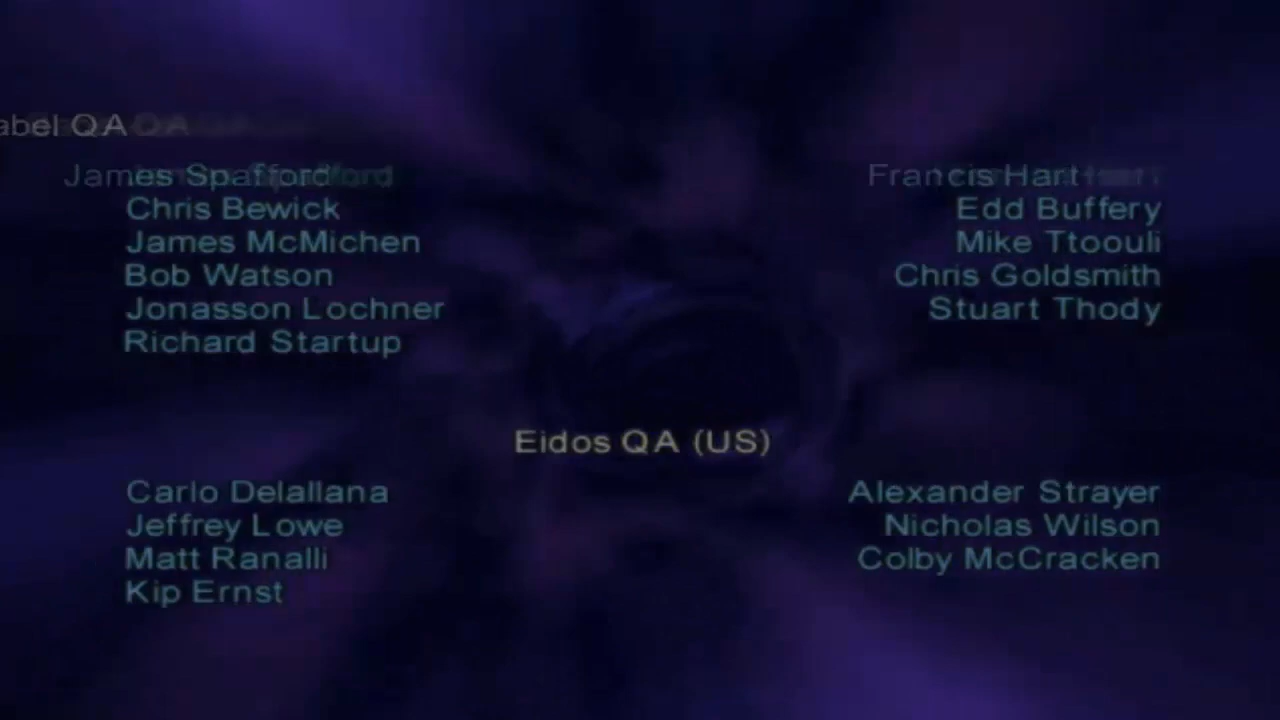 abel QA
James Spafford Francis Hart
Chris Bewick Edd Buffery
James McMichen Mike Ttoouli
Bob Watson Chris Goldsmith
Jonasson Lochner Stuart Thody
Richard Startup
Eidos QA (US)
Carlo Delallana Alexander Strayer
Jeffrey Lowe Nicholas Wilson
Matt Ranalli Colby McCracken
Kip Ernst